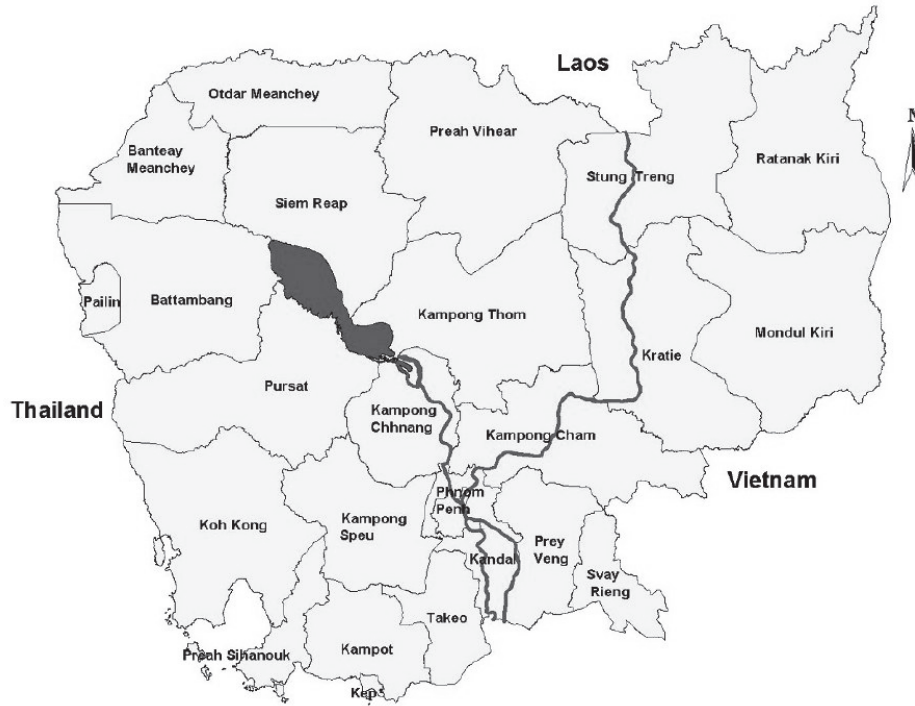 Laos
N
Otdar Meanchey
Preah Vihear
Banteay
Meanchey
Ratanak Kiri
Stung Treng
Siem Reap
Pailin
Battambang
Kampong Thom
Mondul Kiri
Kratie
Pursat
Thailand
Kampong
Chhnang
Kampong Cham
Vietnam
Phnom
Penh
Koh Kong
Kampong
Speu
Prey
Veng
Kandal
Svay
Rieng
Takeo
Preah Sihanouk
Kampot
Kep